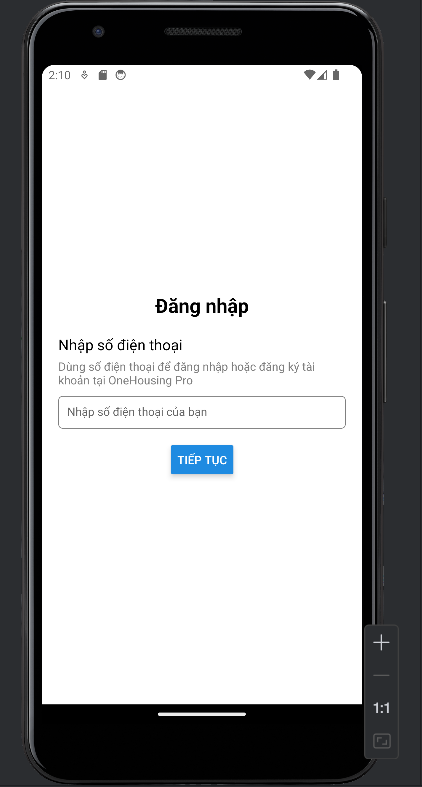 2:10
Đăng nhập
Nhập số điện thoại
Dùng số điện thoại để đăng nhập hoặc đăng ký tài
khoản tại OneHousing Pro
Nhập số điện thoại của bạn
TIẾP TỤC
1:1